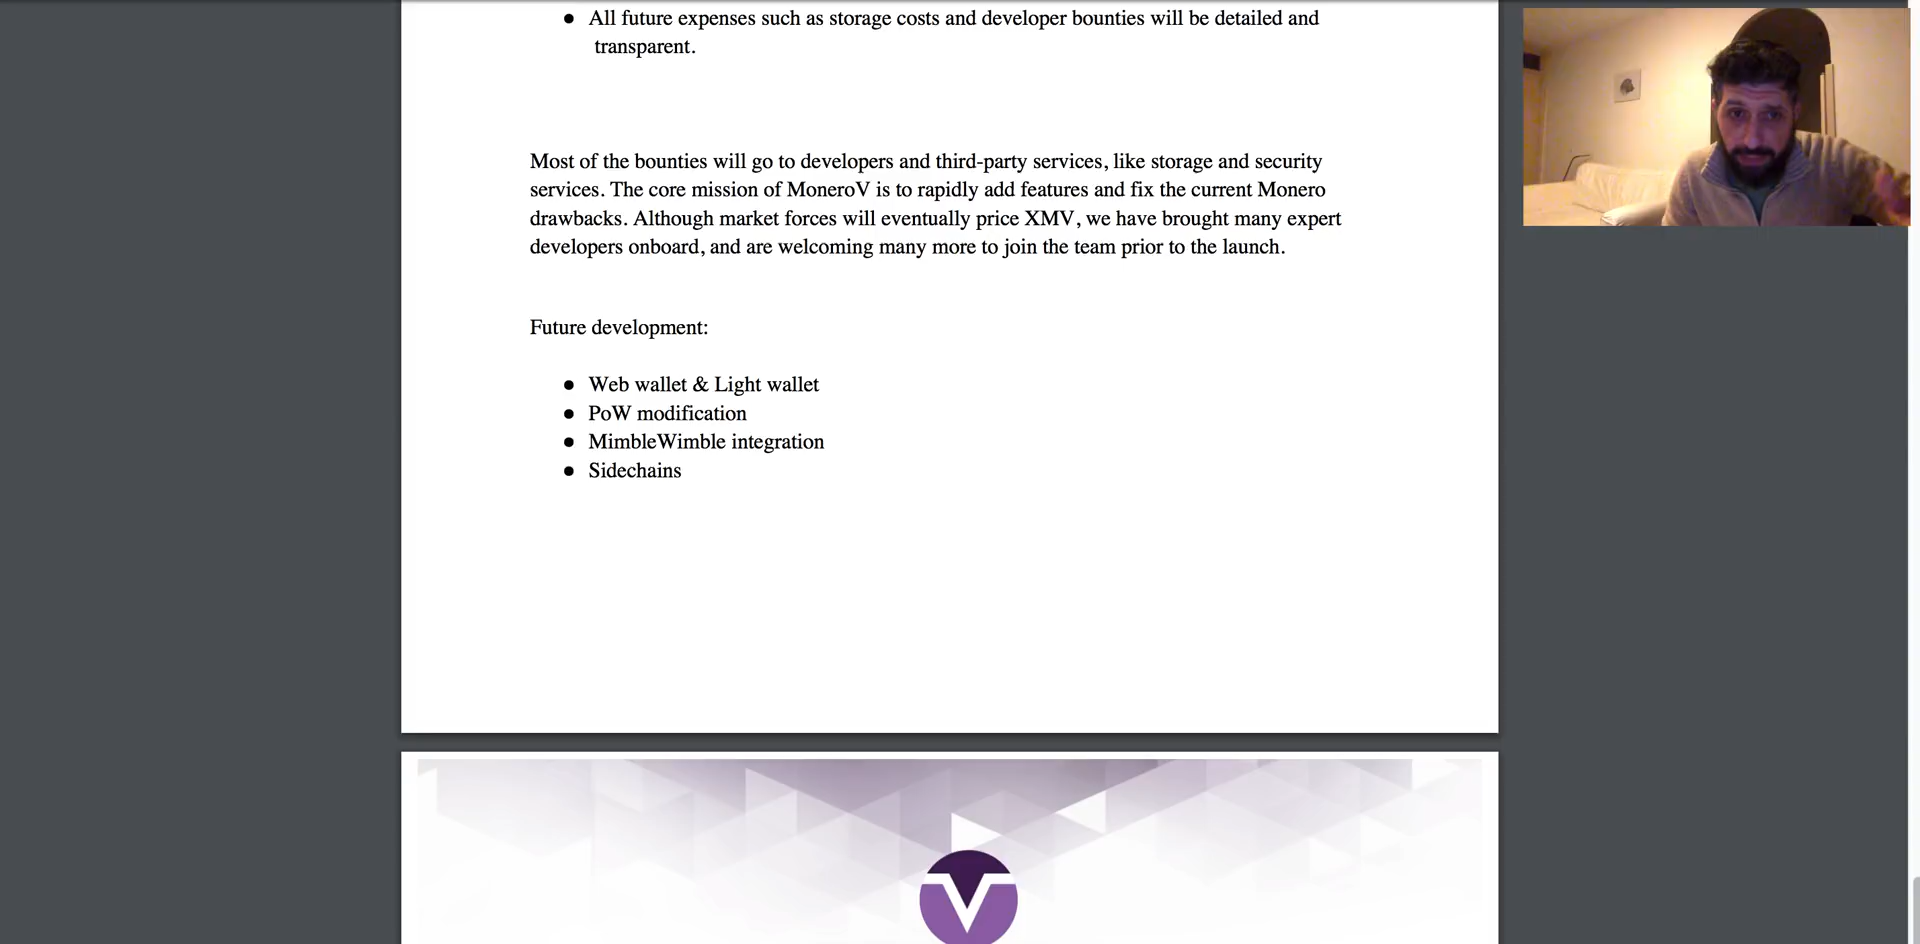 ● All future expenses such as storage costs and developer bounties will be detailed and
transparent.
Most of the bounties will go to developers and third-party services, like storage and security
services. The core mission of MoneroV is to rapidly add features and fix the current Monero
drawbacks. Although market forces will eventually price XMV, we have brought many expert
developers onboard, and are welcoming many more to join the team prior to the launch.
Future development:
● Web wallet & Light wallet
● PoW modification
● MimbleWimble integration
● Sidechains
V